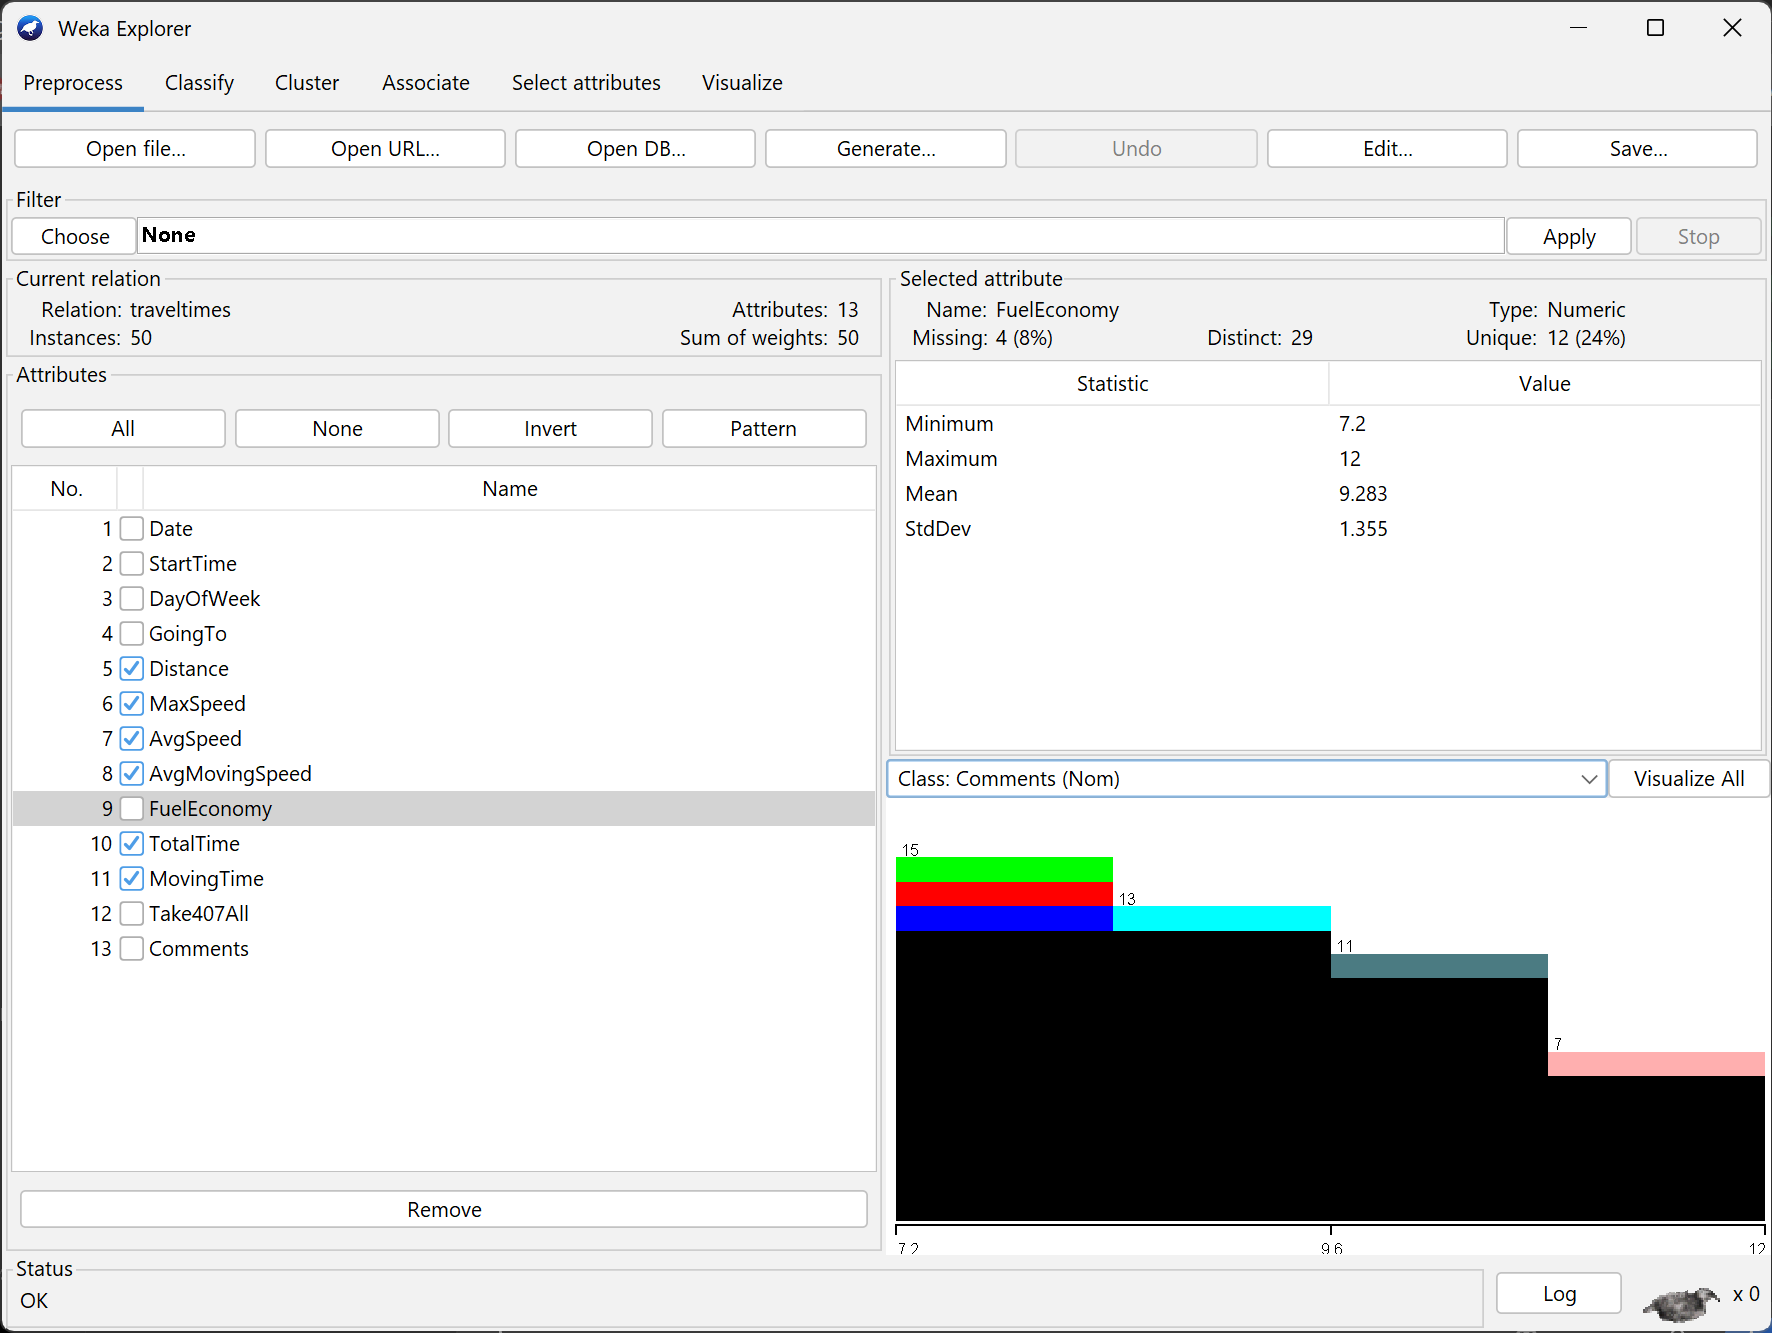 Weka Explorer
Preprocess Classify Cluster Associate Select attributes Visualize
Open file... Open URL... Open DB... Generate... Undo Edit... Save...
Filter
Choose None Apply Stop
Current relation
Relation: traveltimes Attributes: 13
Instances: 50 Sum of weights: 50
Attributes
All None Invert Pattern
No. Name
1 Date
2 StartTime
3 DayOfWeek
4 GoingTo
5 Distance
6 MaxSpeed
7 AvgSpeed
8 AvgMovingSpeed
9 FuelEconomy
10 TotalTime
11 MovingTime
12 Take407All
13 Comments
Remove
Selected attribute
Name: FuelEconomy Type: Numeric
Missing: 4 (8%) Distinct: 29 Unique: 12 (24%)
Statistic Value
Minimum 7.2
Maximum 12
Mean 9.283
StdDev 1.355
Class: Comments (Nom) Visualize All
15
13
11
7
7.2 9.6 12
Status
OK
Log x 0